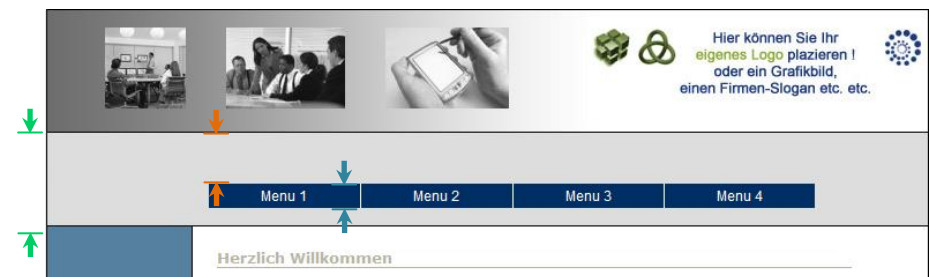 Hier können Sie Ihr
eigenes Logo plazieren !
oder ein Grafikbild,
einen Firmen-Slogan etc. etc.
Menu 1 Menu 2 Menu 3 Menu 4
Herzlich Willkommen